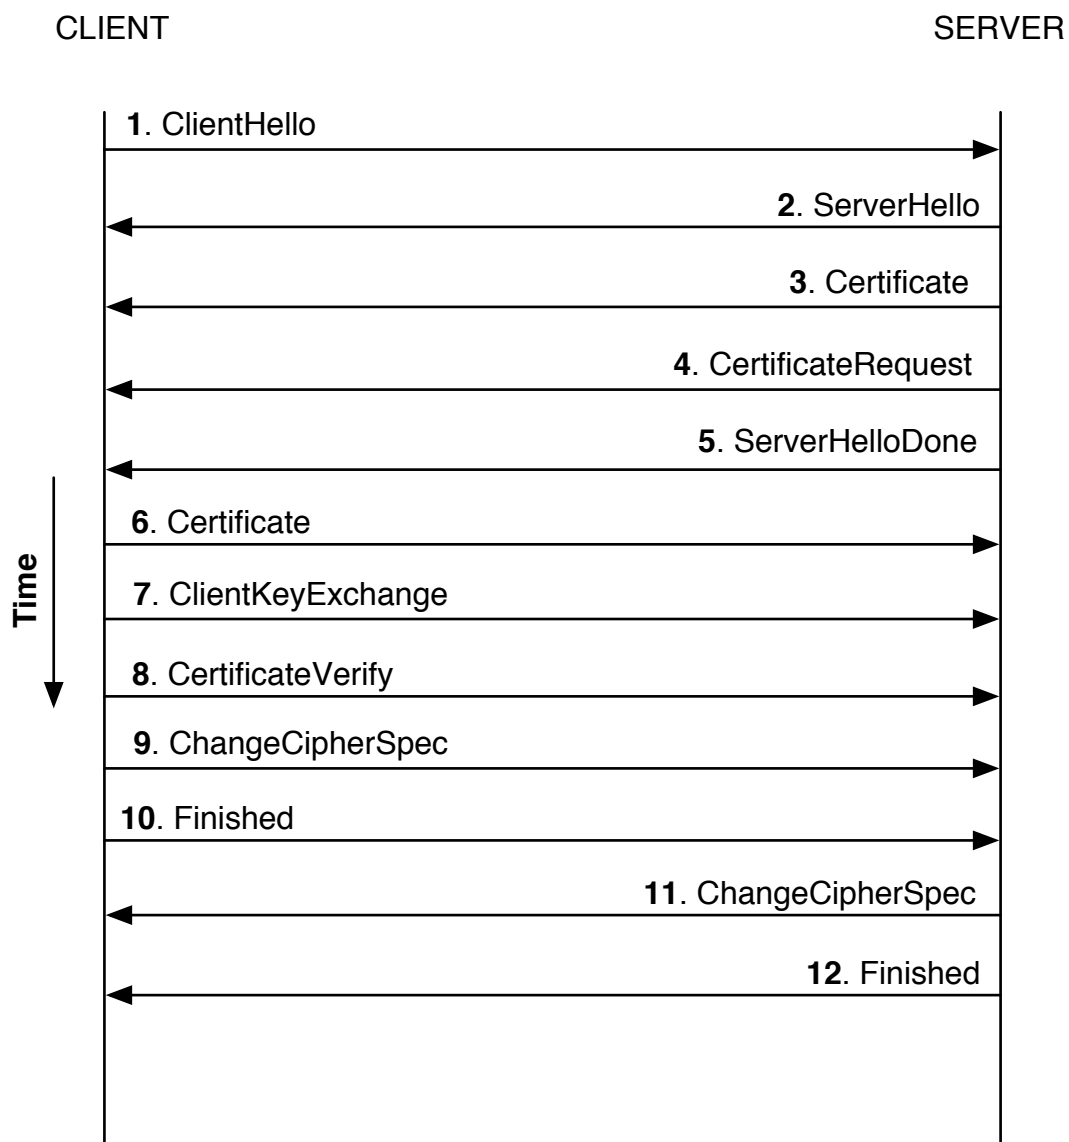 CLIENT
SERVER
1. ClientHello
2. ServerHello
3. Certificate
4. CertificateRequest
5. ServerHelloDone
Time
6. Certificate
7. ClientKeyExchange
8. CertificateVerify
9. ChangeCipherSpec
10. Finished
11. ChangeCipherSpec
12. Finished